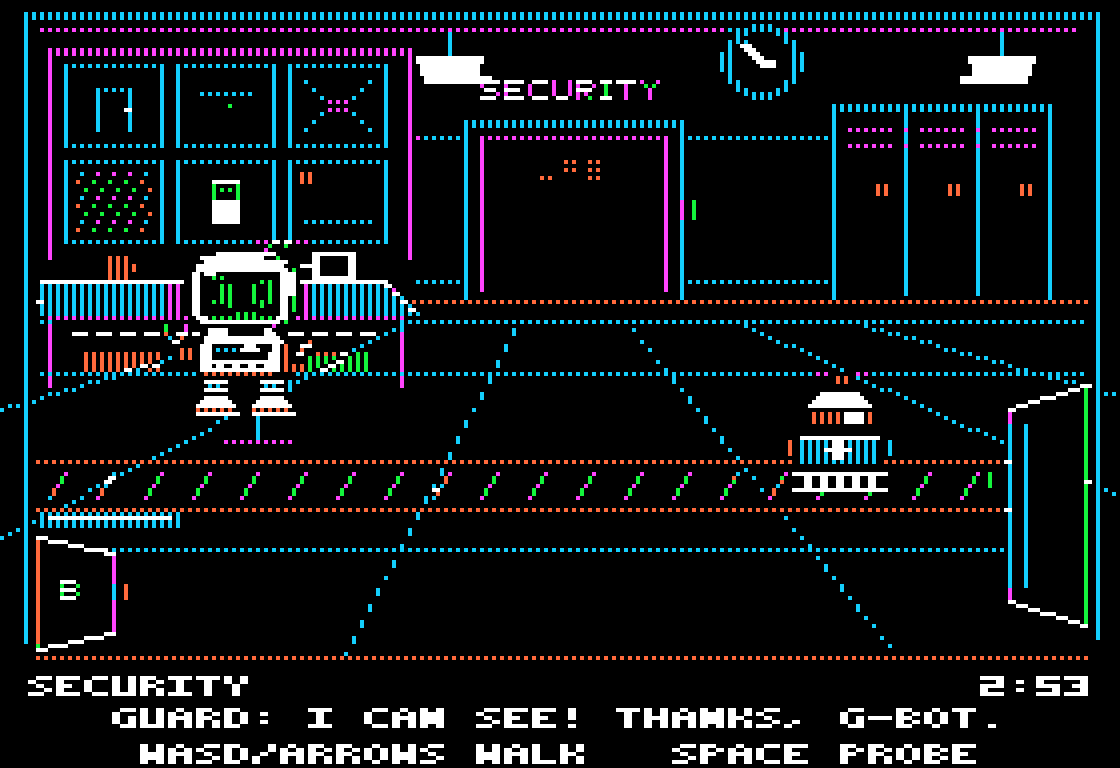 SECURITY
B
SECURITY 2:53
GUARD: I CAN SEE! THANKS, G-BOT.
WASD/ARROWS WALK SPACE PROBE